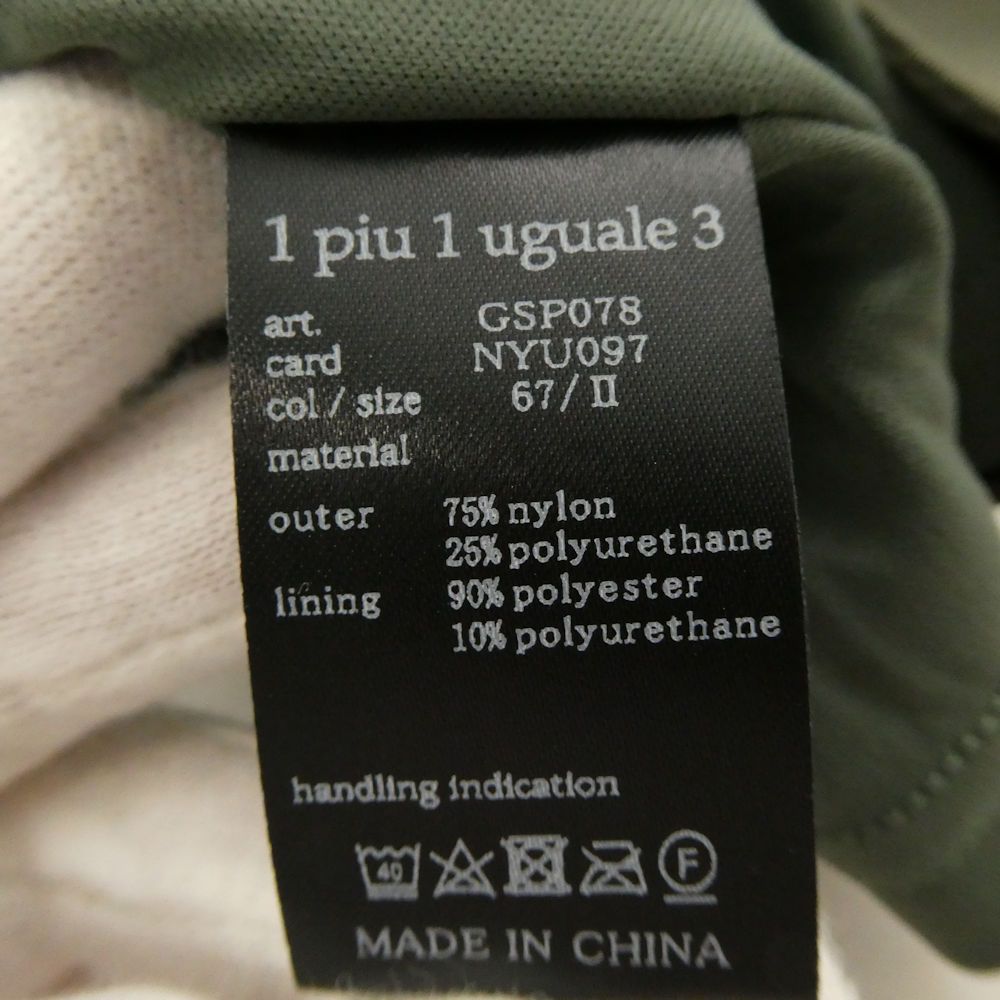 1 piu 1 uguale 3
art. GSP078
card NYU097
col / size 67/Ⅱ
material
outer 75% nylon
25% polyurethane
lining 90% polyester
10% polyurethane
handling indication
40 F
MADE IN CHINA